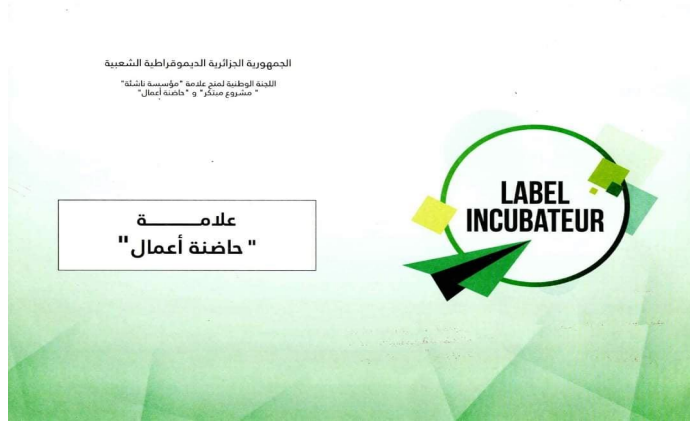 الجمهورية الجزائرية الديموقراطية الشعبية
اللجنة الوطنية لمنح علامة "مؤسسة ناشئة"
" مشروع مبتكر" و "حاضنة أعمال"
علامـــــــــة
" حاضنة أعمال"
LABEL
INCUBATEUR